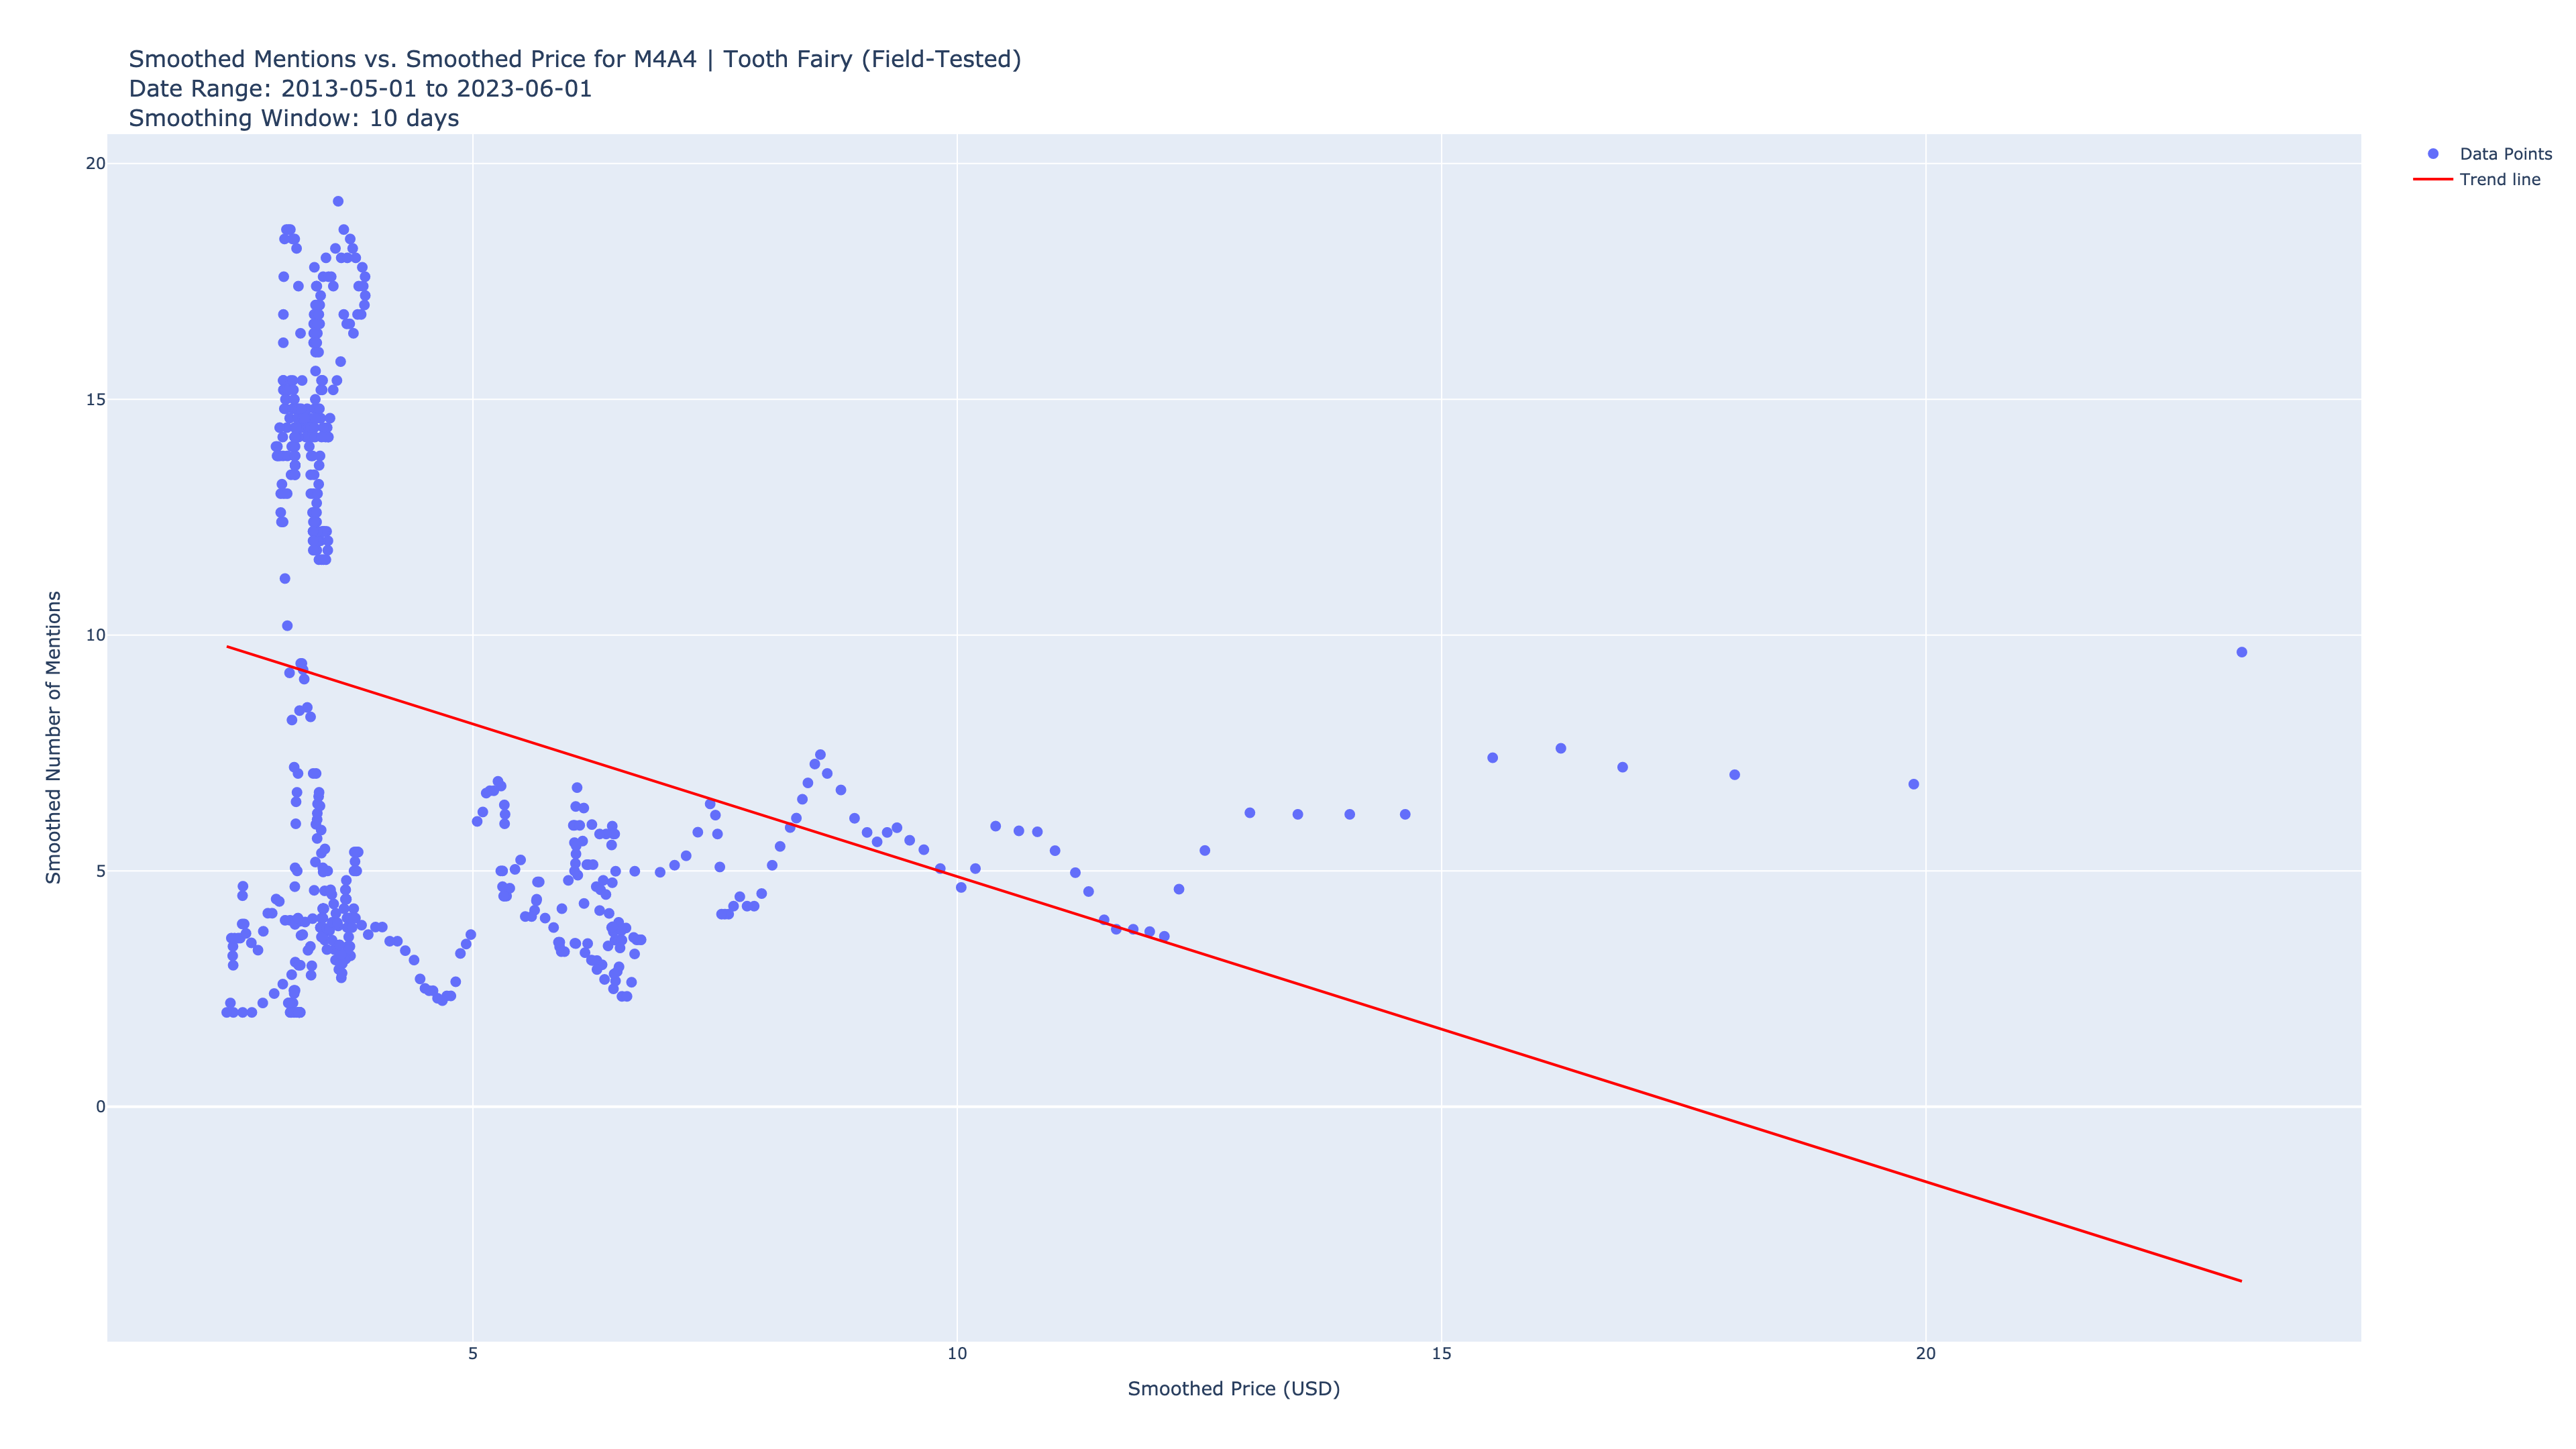 Smoothed Mentions vs. Smoothed Price for M4A4 | Tooth Fairy (Field-Tested)
Date Range: 2013-05-01 to 2023-06-01
Smoothing Window: 10 days
Data Points
Trend line
Smoothed Number of Mentions
20
15
10
5
0
5
10
15
20
Smoothed Price (USD)